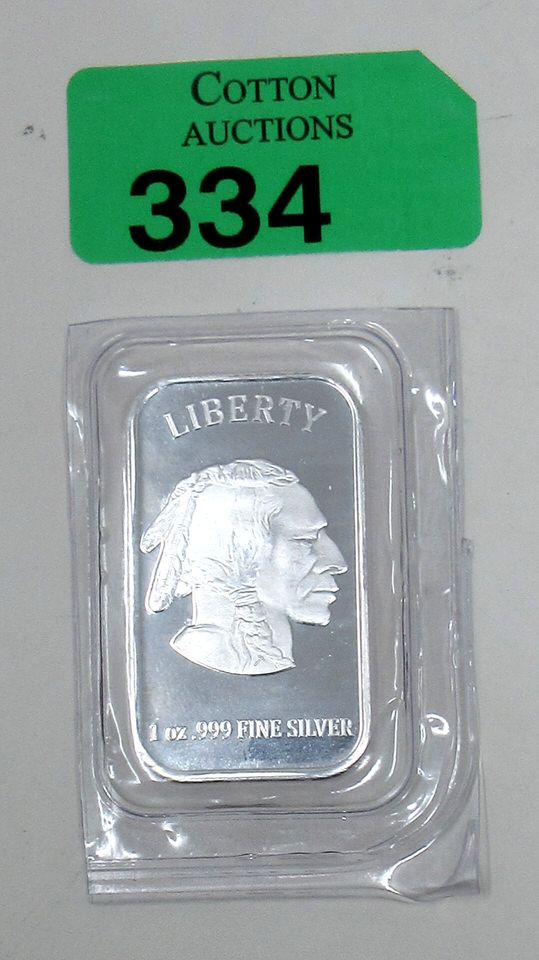 COTTON
AUCTIONS
334
LIBERTY
1 oz .999 FINE SILVER